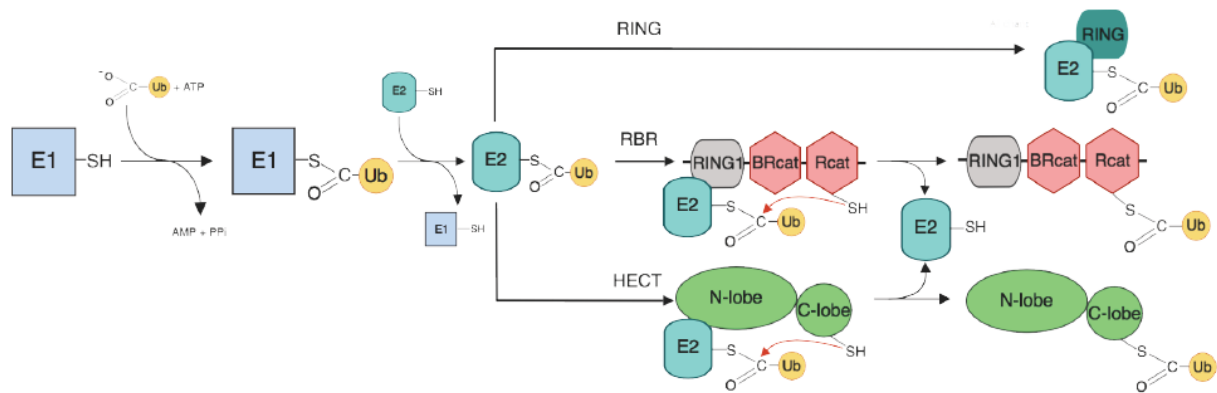 RING
RING
E2
S
C
O
Ub
⁻O
C
O
Ub + ATP
E2
SH
E1
SH
E1
S
C
O
Ub
E2
S
C
O
Ub
AMP + PPi
E1
SH
RBR
RING1
BRcat
Rcat
E2
S
C
O
Ub
SH
RING1
BRcat
Rcat
S
C
O
Ub
E2
SH
HECT
N-lobe
C-lobe
E2
S
C
O
Ub
SH
N-lobe
C-lobe
S
C
O
Ub